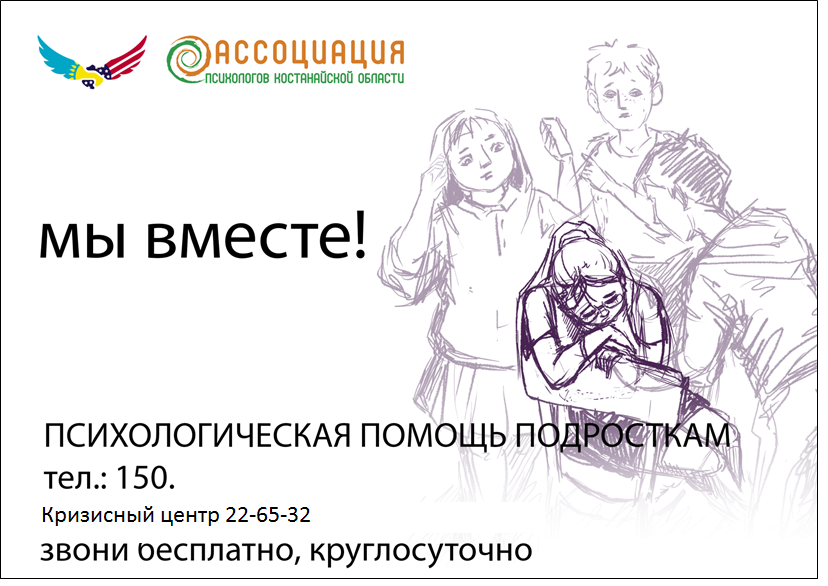 АССОЦИАЦИЯ
ПСИХОЛОГОВ КОСТАНАЙСКОЙ ОБЛАСТИ
мы вместе!
ПСИХОЛОГИЧЕСКАЯ ПОМОЩЬ ПОДРОСТКАМ
тел.: 150.
Кризисный центр 22-65-32
звони бесплатно, круглосуточно